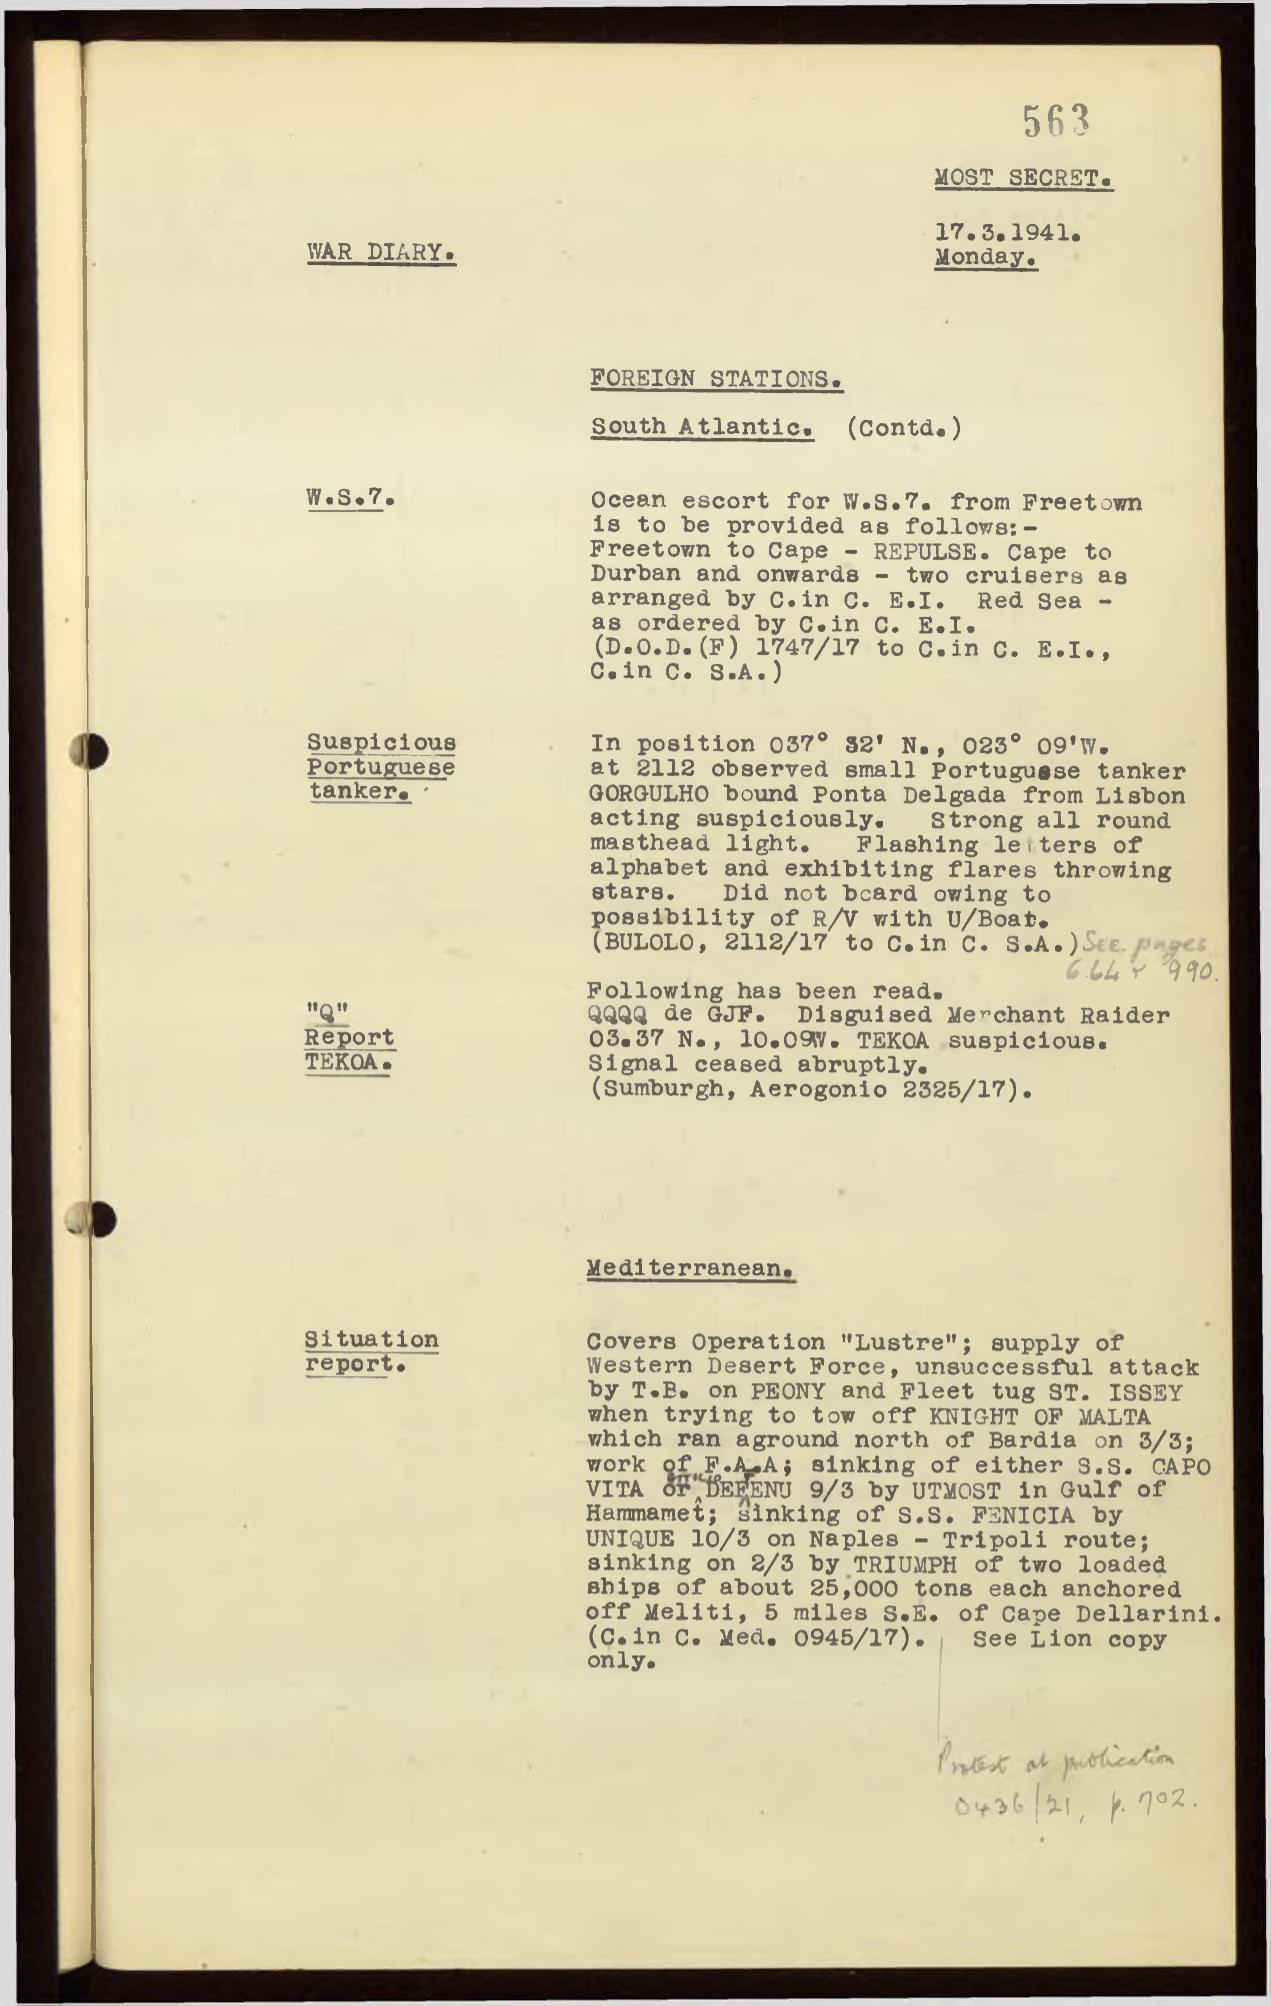 563
MOST SECRET.
17.3.1941.
Monday.
WAR DIARY.
FOREIGN STATIONS.
South Atlantic. (Contd.)
W.S.7.
Ocean escort for W.S.7. from Freetown
is to be provided as follows:-
Freetown to Cape - REPULSE. Cape to
Durban and onwards - two cruisers as
arranged by C.in C. E.I. Red Sea -
as ordered by C.in C. E.I.
(D.O.D.(F) 1747/17 to C.in C. E.I.,
C.in C. S.A.)
Suspicious
Portuguese
tanker.
In position 037° 32' N., 023° 09'W.
at 2112 observed small Portuguese tanker
GORGULHO bound Ponta Delgada from Lisbon
acting suspiciously. Strong all round
masthead light. Flashing letters of
alphabet and exhibiting flares throwing
stars. Did not board owing to
possibility of R/V with U/Boat.
(BULOLO, 2112/17 to C.in C. S.A.) SEE pages
664 & 990.
"Q"
Report
TEKOA.
Following has been read.
QQQQ de GJF. Disguised Merchant Raider
03.37 N., 10.09W. TEKOA suspicious.
Signal ceased abruptly.
(Sumburgh, Aerogonio 2325/17).
Mediterranean.
Situation
report.
Covers Operation "Lustre"; supply of
Western Desert Force, unsuccessful attack
by T.B. on PEONY and Fleet tug ST. ISSEY
when trying to tow off KNIGHT OF MALTA
which ran aground north of Bardia on 3/3;
work of F.A.A; sinking of either S.S. CAPO
VITA or DEFENU 9/3 by UTMOST in Gulf of
Hammamet; sinking of S.S. FENICIA by
UNIQUE 10/3 on Naples - Tripoli route;
sinking on 2/3 by TRIUMPH of two loaded
ships of about 25,000 tons each anchored
off Meliti, 5 miles S.E. of Cape Dellarini.
(C.in C. Med. 0945/17). See Lion copy
only.
Protest at publication
0436/21, p. 702.